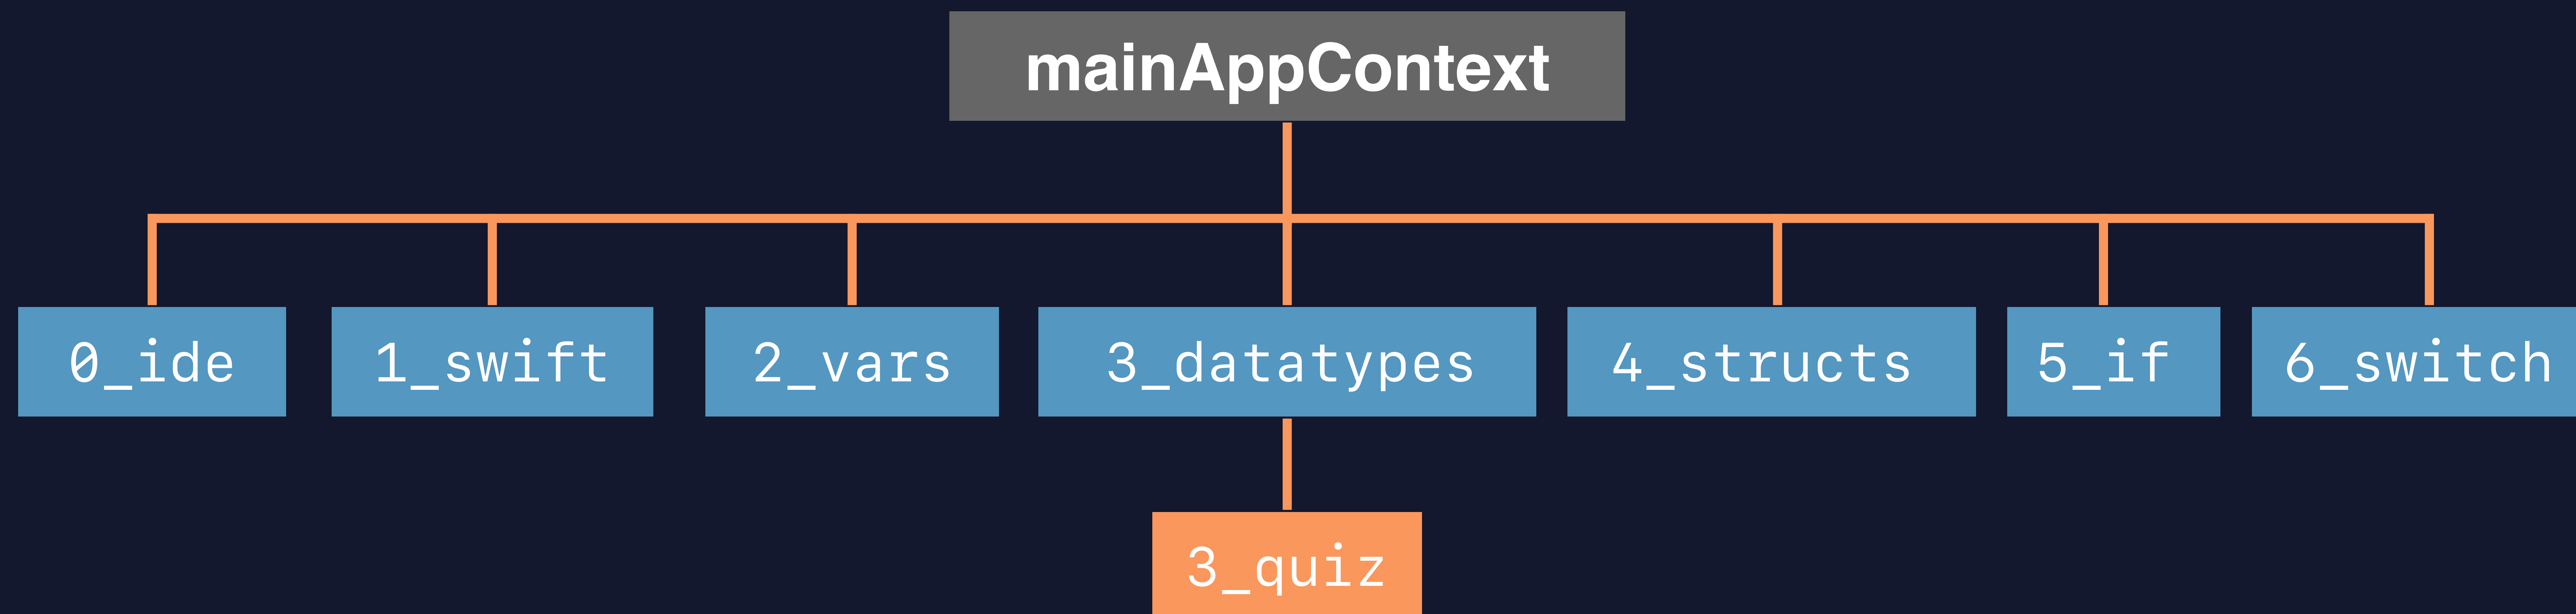 mainAppContext
0_ide
1_swift
2_vars
3_datatypes
4_structs
5_if
6_switch
3_quiz